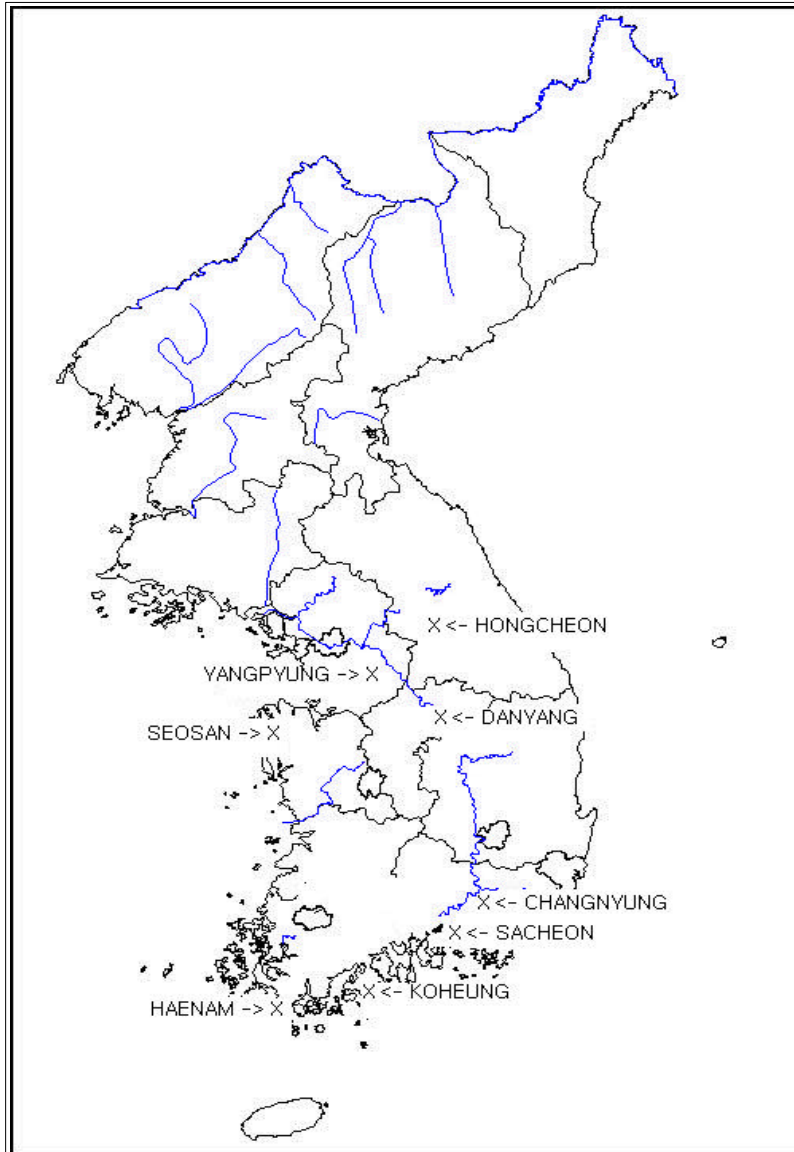 X <- HONGCHEON
YANGPYUNG -> X
X <- DANYANG
SEOSAN -> X
X <- CHANGNYUNG
X <- SACHEON
X <- KOHEUNG
HAENAM -> X